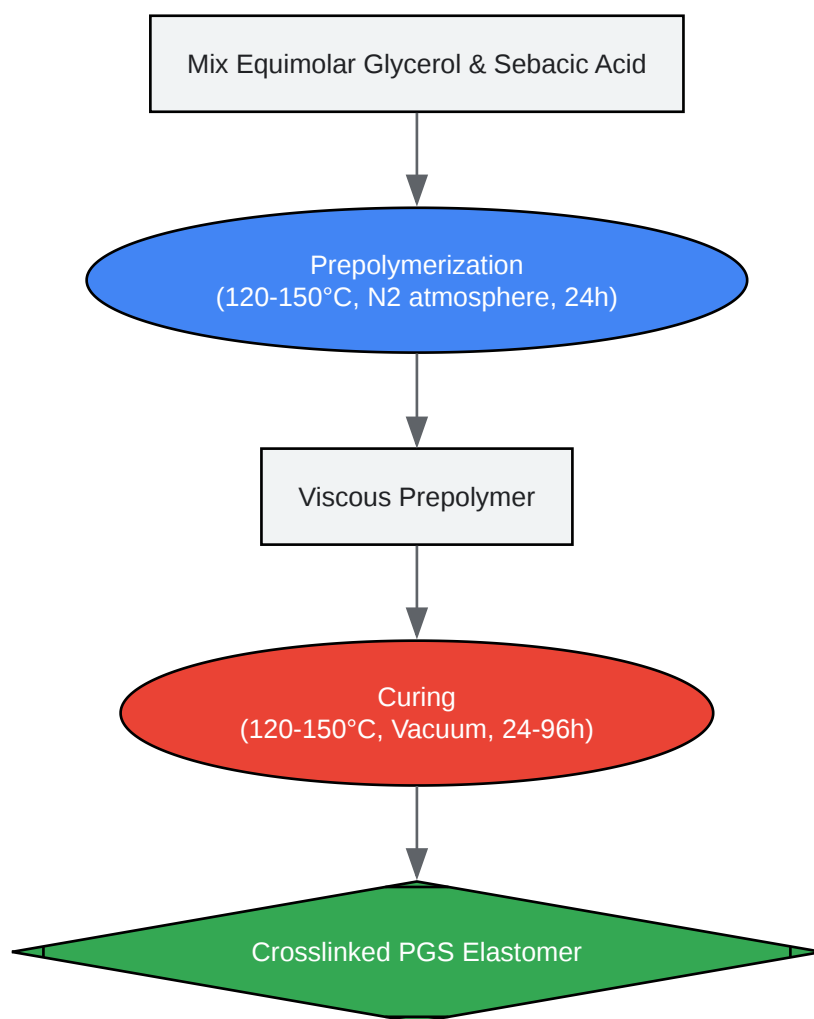 Mix Equimolar Glycerol & Sebacic Acid
Prepolymerization
(120-150°C, N2 atmosphere, 24h)
Viscous Prepolymer
Curing
(120-150°C, Vacuum, 24-96h)
Crosslinked PGS Elastomer